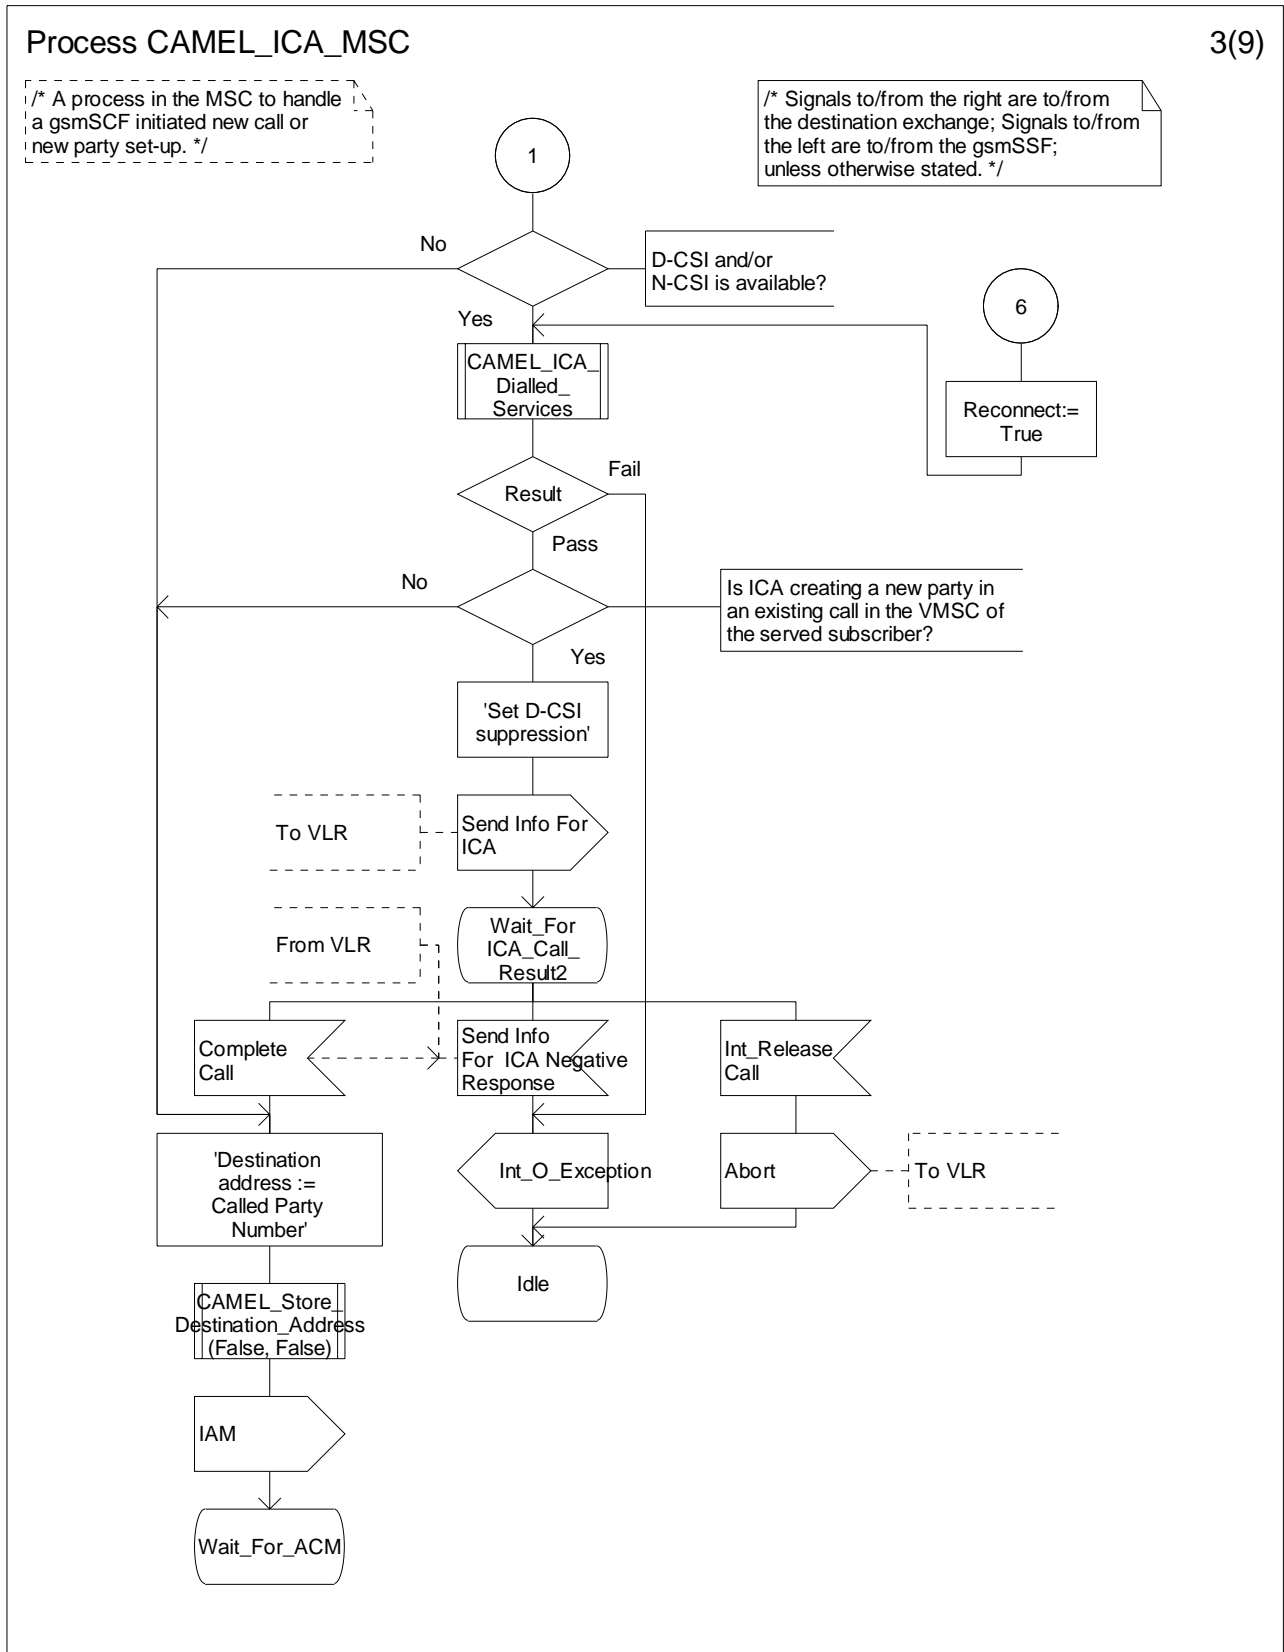 Process CAMEL_ICA_MSC
3(9)
/* A process in the MSC to handle
a gsmSCF initiated new call or
new party set-up. */
/* Signals to/from the right are to/from
the destination exchange; Signals to/from
the left are to/from the gsmSSF;
unless otherwise stated. */
1
No
D-CSI and/or
N-CSI is available?
6
Yes
CAMEL_ICA_
Dialled_
Services
Reconnect:=
True
Fail
Result
Pass
No
Is ICA creating a new party in
an existing call in the VMSC of
the served subscriber?
Yes
'Set D-CSI
suppression'
To VLR
Send Info For
ICA
From VLR
Wait_For
ICA_Call_
Result2
Complete
Call
Send Info
For ICA Negative
Response
Int_Release
Call
'Destination
address :=
Called Party
Number'
Int_O_Exception
Abort
To VLR
Idle
CAMEL_Store_
Destination_Address
(False, False)
IAM
Wait_For_ACM